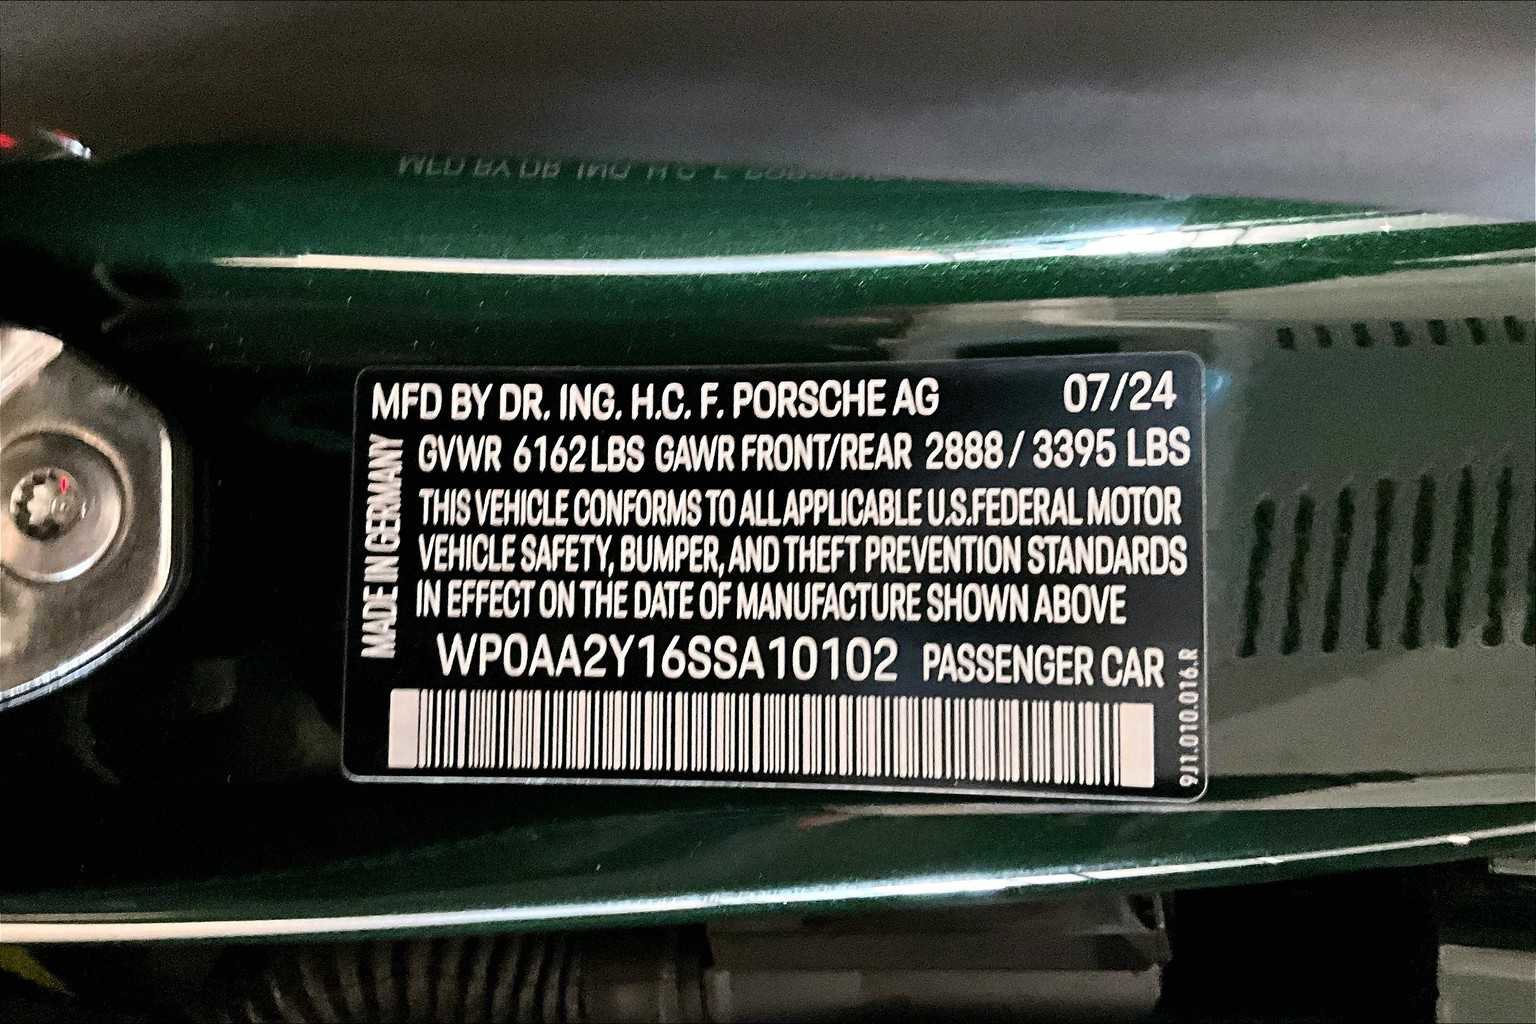 MFD BY DR. ING. H.C. F. PORSCHE AG 07/24
GVWR 6162 LBS GAWR FRONT/REAR 2888 / 3395 LBS
THIS VEHICLE CONFORMS TO ALL APPLICABLE U.S. FEDERAL MOTOR
VEHICLE SAFETY, BUMPER, AND THEFT PREVENTION STANDARDS
IN EFFECT ON THE DATE OF MANUFACTURE SHOWN ABOVE
WP0AA2Y16SSA10102 PASSENGER CAR
MADE IN GERMANY
9J1.010.016.R